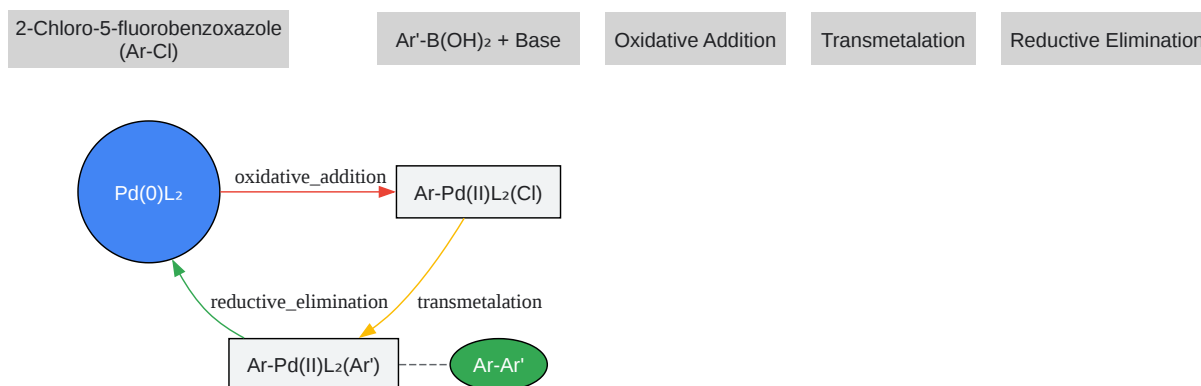 2-Chloro-5-fluorobenzoxazole
(Ar-Cl)
Ar'-B(OH)₂ + Base
Oxidative Addition
Transmetalation
Reductive Elimination
Pd(0)L₂
oxidative_addition
Ar-Pd(II)L₂(Cl)
reductive_elimination
transmetalation
Ar-Pd(II)L₂(Ar')
Ar-Ar'